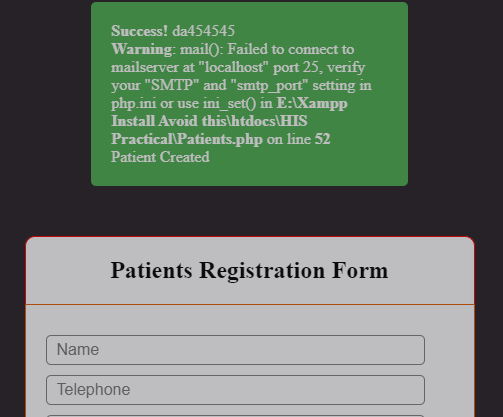 Success! da454545
Warning: mail(): Failed to connect to
mailserver at "localhost" port 25, verify
your "SMTP" and "smtp_port" setting in
php.ini or use ini_set() in E:\Xampp
Install Avoid this\htdocs\HIS
Practical\Patients.php on line 52
Patient Created
Patients Registration Form
Name
Telephone